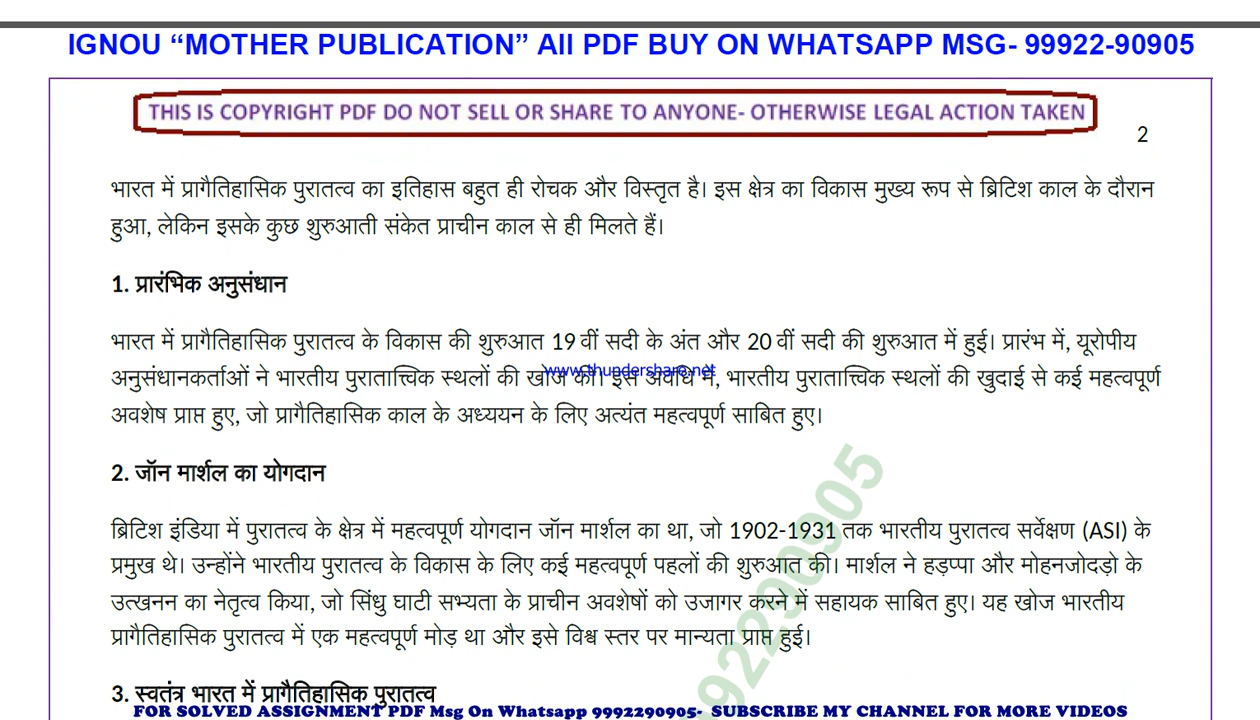 IGNOU “MOTHER PUBLICATION” All PDF BUY ON WHATSAPP MSG- 99922-90905
THIS IS COPYRIGHT PDF DO NOT SELL OR SHARE TO ANYONE- OTHERWISE LEGAL ACTION TAKEN
2
भारत में प्रागैतिहासिक पुरातत्व का इतिहास बहुत ही रोचक और विस्तृत है। इस क्षेत्र का विकास मुख्य रूप से ब्रिटिश काल के दौरान
हुआ, लेकिन इसके कुछ शुरुआती संकेत प्राचीन काल से ही मिलते हैं।
1. प्रारंभिक अनुसंधान
भारत में प्रागैतिहासिक पुरातत्व के विकास की शुरुआत 19 वीं सदी के अंत और 20 वीं सदी की शुरुआत में हुई। प्रारंभ में, यूरोपीय
अनुसंधानकर्ताओं ने भारतीय पुरातात्त्विक स्थलों की खोज की। इस अवधि में, भारतीय पुरातात्त्विक स्थलों की खुदाई से कई महत्वपूर्ण
www.thundershare.net
अवशेष प्राप्त हुए, जो प्रागैतिहासिक काल के अध्ययन के लिए अत्यंत महत्वपूर्ण साबित हुए।
2. जॉन मार्शल का योगदान
ब्रिटिश इंडिया में पुरातत्व के क्षेत्र में महत्वपूर्ण योगदान जॉन मार्शल का था, जो 1902-1931 तक भारतीय पुरातत्व सर्वेक्षण (ASI) के
प्रमुख थे। उन्होंने भारतीय पुरातत्व के विकास के लिए कई महत्वपूर्ण पहलों की शुरुआत की। मार्शल ने हड़प्पा और मोहनजोदड़ो के
उत्खनन का नेतृत्व किया, जो सिंधु घाटी सभ्यता के प्राचीन अवशेषों को उजागर करने में सहायक साबित हुए। यह खोज भारतीय
प्रागैतिहासिक पुरातत्व में एक महत्वपूर्ण मोड़ था और इसे विश्व स्तर पर मान्यता प्राप्त हुई।
9922290905
3. स्वतंत्र भारत में प्रागैतिहासिक पुरातत्व
FOR SOLVED ASSIGNMENT PDF Msg On Whatsapp 9992290905- SUBSCRIBE MY CHANNEL FOR MORE VIDEOS